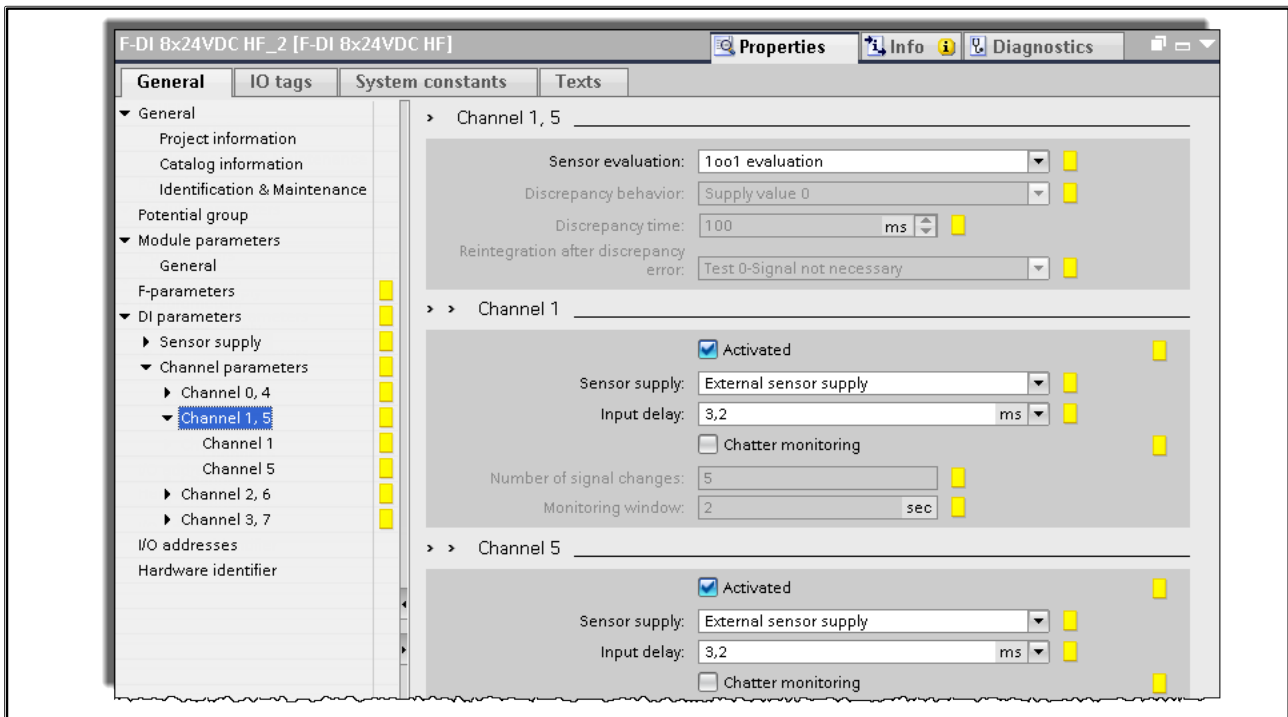 F-DI 8x24VDC HF_2 [F-DI 8x24VDC HF]
Properties
Info
Diagnostics
General
IO tags
System constants
Texts
General
Project information
Catalog information
Identification & Maintenance
Potential group
Module parameters
General
F-parameters
DI parameters
Sensor supply
Channel parameters
Channel 0, 4
Channel 1, 5
Channel 1
Channel 5
Channel 2, 6
Channel 3, 7
I/O addresses
Hardware identifier
Channel 1, 5
Sensor evaluation: 1oo1 evaluation
Discrepancy behavior: Supply value 0
Discrepancy time: 100 ms
Reintegration after discrepancy
error: Test 0-Signal not necessary
Channel 1
Activated
Sensor supply: External sensor supply
Input delay: 3,2 ms
Chatter monitoring
Number of signal changes: 5
Monitoring window: 2 sec
Channel 5
Activated
Sensor supply: External sensor supply
Input delay: 3,2 ms
Chatter monitoring